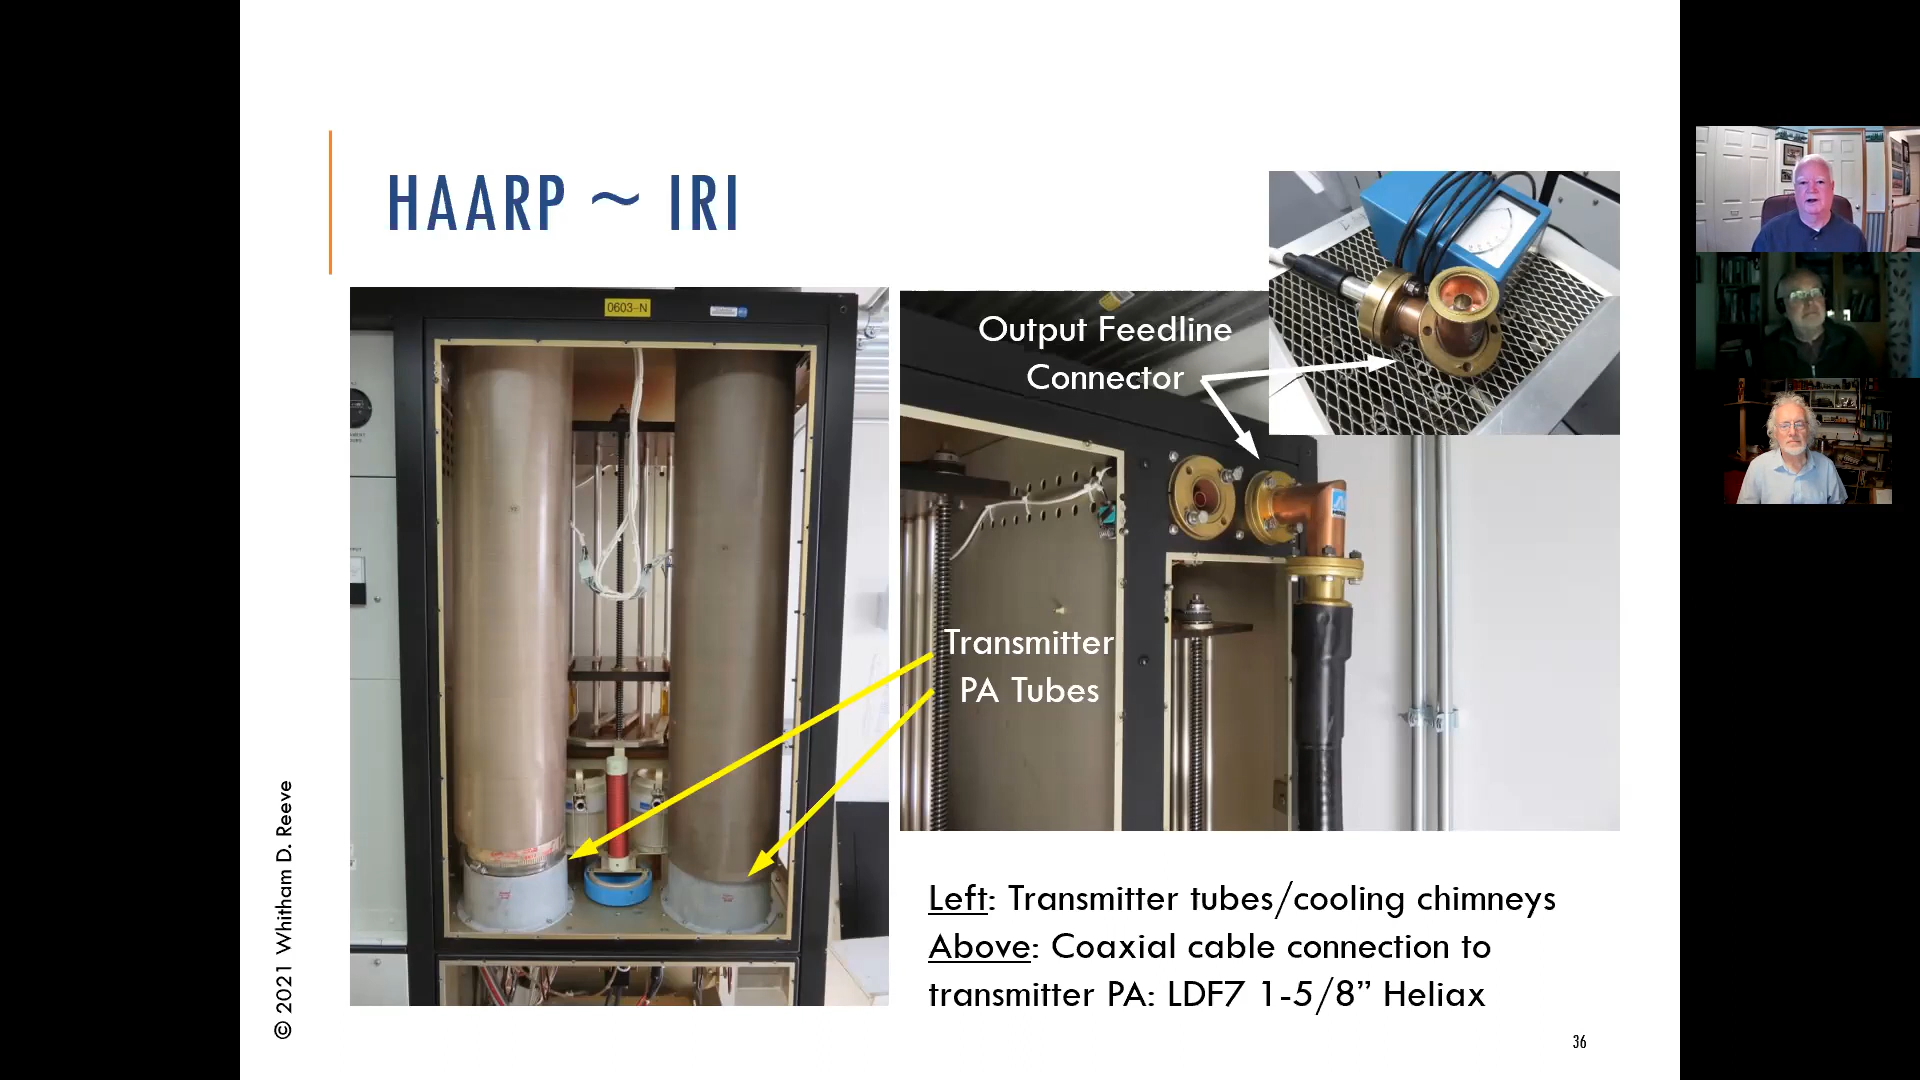 HAARP ~ IRI
0603-N
Output Feedline
Connector
Transmitter
PA Tubes
Left: Transmitter tubes/cooling chimneys
Above: Coaxial cable connection to
transmitter PA: LDF7 1-5/8” Heliax
© 2021 Whitham D. Reeve
36